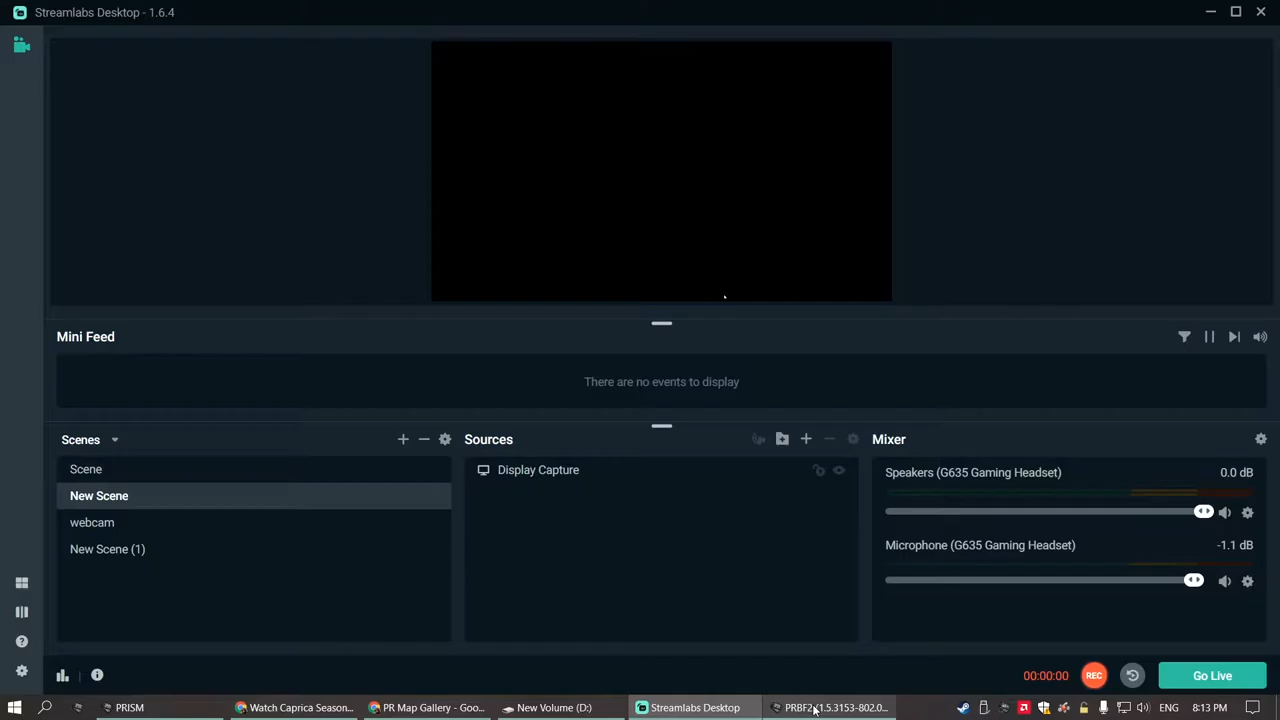 Streamlabs Desktop - 1.6.4
Mini Feed
There are no events to display
Scenes
Sources
Mixer
Scene
New Scene
webcam
New Scene (1)
Display Capture
Speakers (G635 Gaming Headset) 0.0 dB
Microphone (G635 Gaming Headset) -1.1 dB
00:00:00 REC Go Live
PRISM Watch Caprica Season... PR Map Gallery - Goo... New Volume (D:) Streamlabs Desktop ENG 8:13 PM